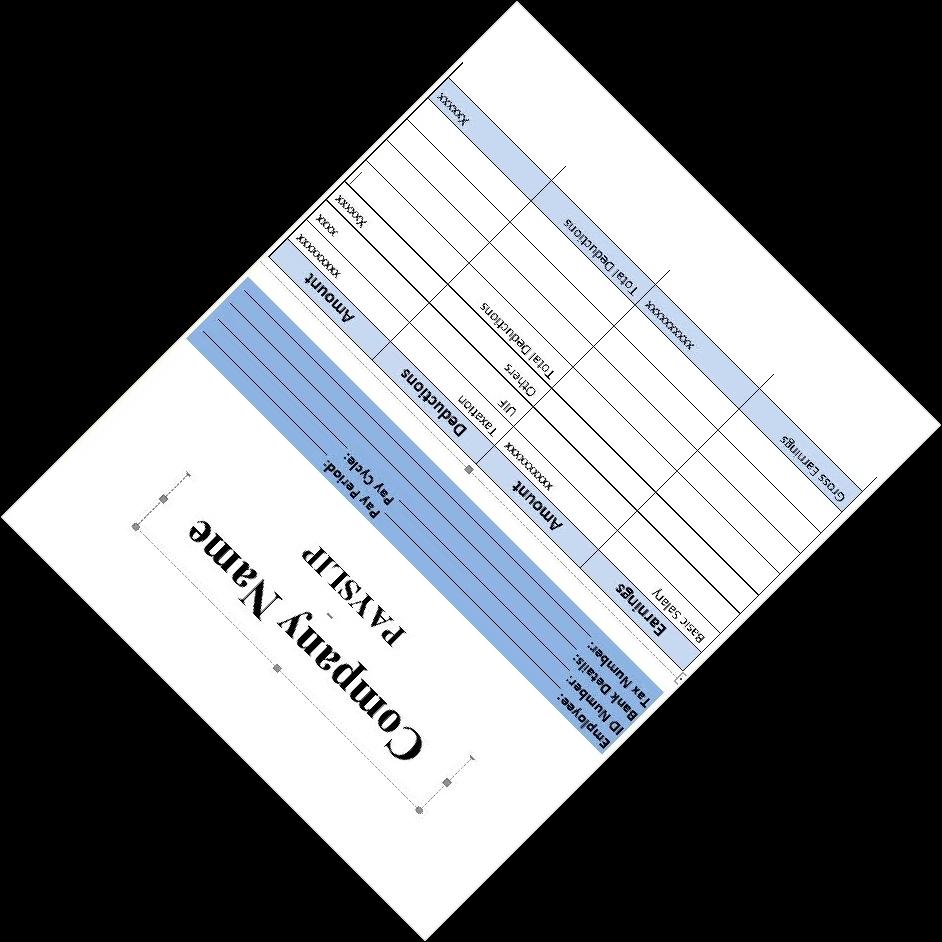 Company Name
PAYSLIP
Employee: Pay Period:
ID Number: Pay Cycle:
Bank Details:
Tax Number:
Earnings Amount Deductions Amount
Basic Salary xxxxxxxxxx Taxation xxxxxxxxx
UIF xxxx
Others Xxxxxx
Total Deductions
Gross Earnings xxxxxxxxxxx Total Deductions Xxxxxx